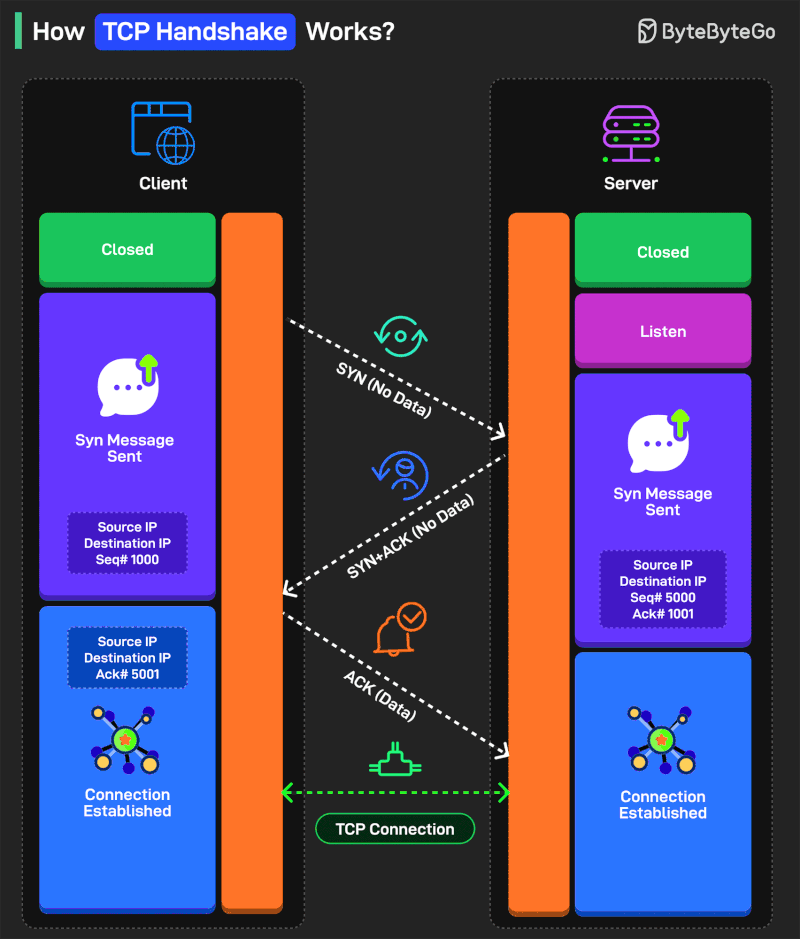 How TCP Handshake Works?
ByteByteGo
Client
Server
Closed
Closed
Listen
SYN (No Data)
Syn Message
Sent
Source IP
Destination IP
Seq# 1000
Syn Message
Sent
Source IP
Destination IP
Seq# 5000
Ack# 1001
SYN+ACK (No Data)
Source IP
Destination IP
Ack# 5001
ACK (Data)
Connection
Established
Connection
Established
TCP Connection